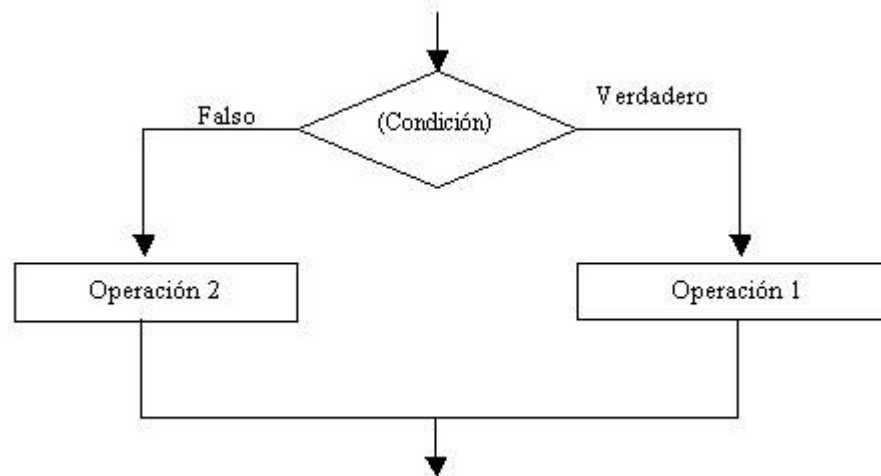 Verdadero
Falso
(Condición)
Operación 2
Operación 1